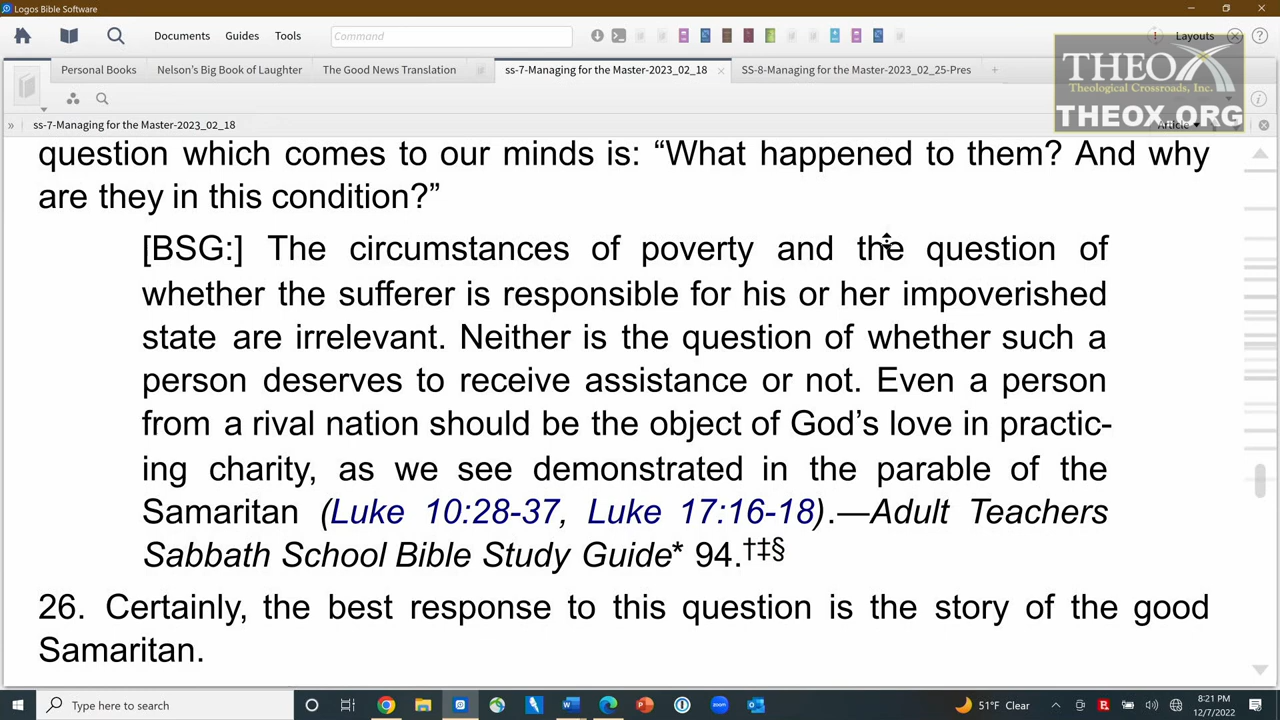 Logos Bible Software
Documents Guides Tools Command Layouts
Personal Books Nelson's Big Book of Laughter The Good News Translation ss-7-Managing for the Master-2023_02_18 SS-8-Managing for the Master-2023_02_25-Pres
THEOX
Theological Crossroads, Inc.
THEOX.ORG
ss-7-Managing for the Master-2023_02_18 Article
question which comes to our minds is: “What happened to them? And why
are they in this condition?”
[BSG:] The circumstances of poverty and the question of
whether the sufferer is responsible for his or her impoverished
state are irrelevant. Neither is the question of whether such a
person deserves to receive assistance or not. Even a person
from a rival nation should be the object of God’s love in practic-
ing charity, as we see demonstrated in the parable of the
Samaritan (Luke 10:28-37, Luke 17:16-18).—Adult Teachers
Sabbath School Bible Study Guide* 94.†‡§
26. Certainly, the best response to this question is the story of the good
Samaritan.
Type here to search
zoom
51°F Clear
8:21 PM
12/7/2022